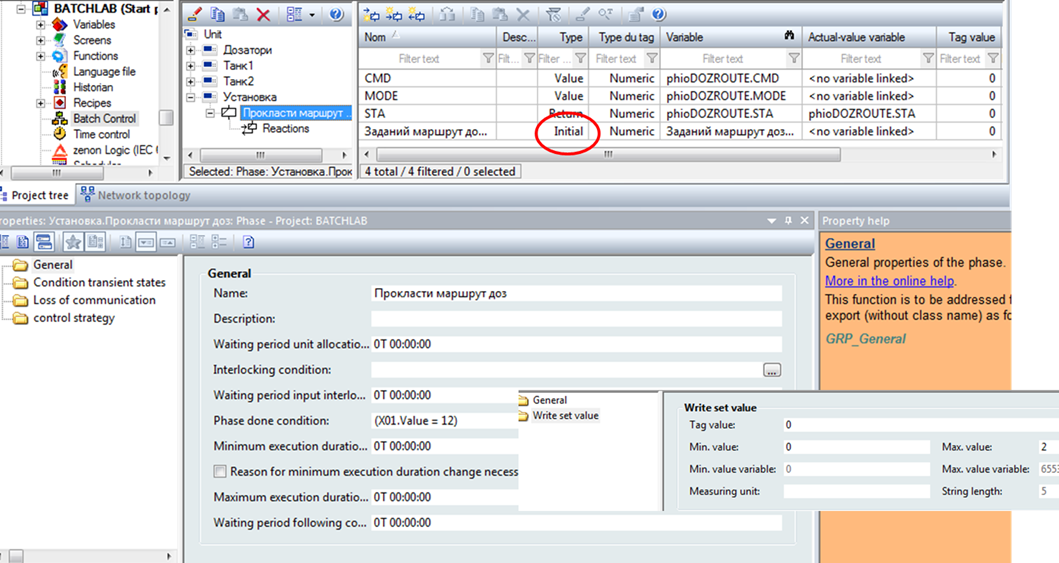 BATCHLAB (Start
Variables
Screens
Functions
Language file
Historian
Recipes
Batch Control
Time control
zenon Logic (IEC
Project tree
Network topology
Unit
Дозатори
Танк1
Танк2
Установка
Прокласти маршрут ...
Reactions
Selected: Phase: Установка.Прок
Nom Desc... Type Type du tag Variable Actual-value variable Tag value
Filter text Filt... Filter ... Filter text Filter text Filter text Filter text
CMD Value Numeric phioDOZROUTE.CMD <no variable linked> 0
MODE Value Numeric phioDOZROUTE.MODE <no variable linked> 0
STA Return Numeric phioDOZROUTE.STA phioDOZROUTE.STA 0
Заданий маршрут до... Initial Numeric Заданий маршрут доз... <no variable linked> 0
4 total / 4 filtered / 0 selected
roperties: Установка.Прокласти маршрут доз: Phase - Project: BATCHLAB
General
Condition transient states
Loss of communication
control strategy
General
Name: Прокласти маршрут доз
Description:
Waiting period unit allocatio... 0T 00:00:00
Interlocking condition:
...
Waiting period input interlo... 0T 00:00:00
Phase done condition: (X01.Value = 12)
Minimum execution duratio... 0T 00:00:00
Reason for minimum execution duration change necess
Maximum execution duratio... 0T 00:00:00
Waiting period following co... 0T 00:00:00
Property help
General
General properties of the phase.
More in the online help.
This function is to be addressed
export (without class name) as fo
GRP_General
General
Write set value
Write set value
Tag value: 0
Min. value: 0 Max. value: 2
Min. value variable: 0 Max. value variable: 6553
Measuring unit: String length: 5